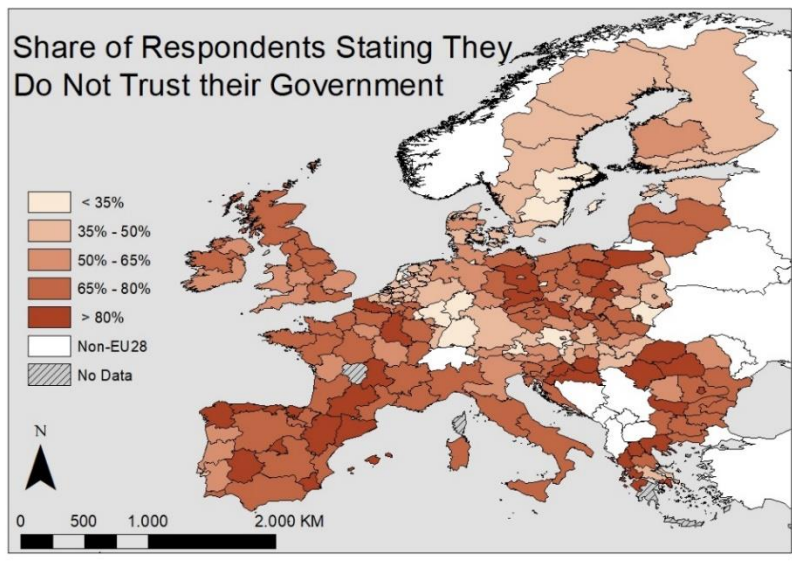 Share of Respondents Stating They
Do Not Trust their Government
< 35%
35% - 50%
50% - 65%
65% - 80%
> 80%
Non-EU28
No Data
N
0 500 1.000 2.000 KM